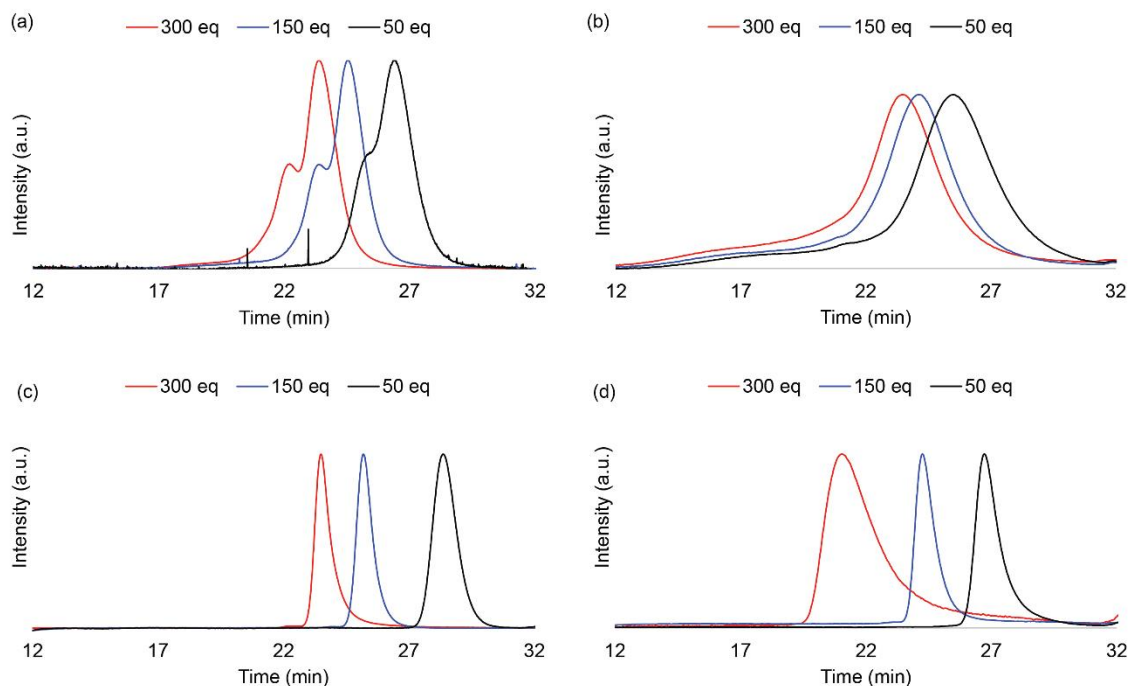 (a)
300 eq 150 eq 50 eq
Intensity (a.u.)
12 17 22 27 32
Time (min)
(b)
300 eq 150 eq 50 eq
Intensity (a.u.)
12 17 22 27 32
Time (min)
(c)
300 eq 150 eq 50 eq
Intensity (a.u.)
12 17 22 27 32
Time (min)
(d)
300 eq 150 eq 50 eq
Intensity (a.u.)
12 17 22 27 32
Time (min)